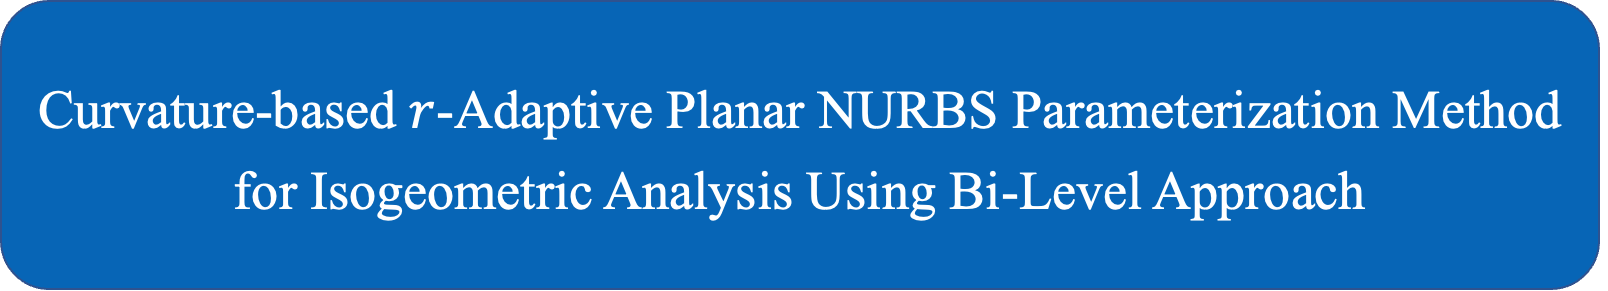 Curvature-based r-Adaptive Planar NURBS Parameterization Method
for Isogeometric Analysis Using Bi-Level Approach